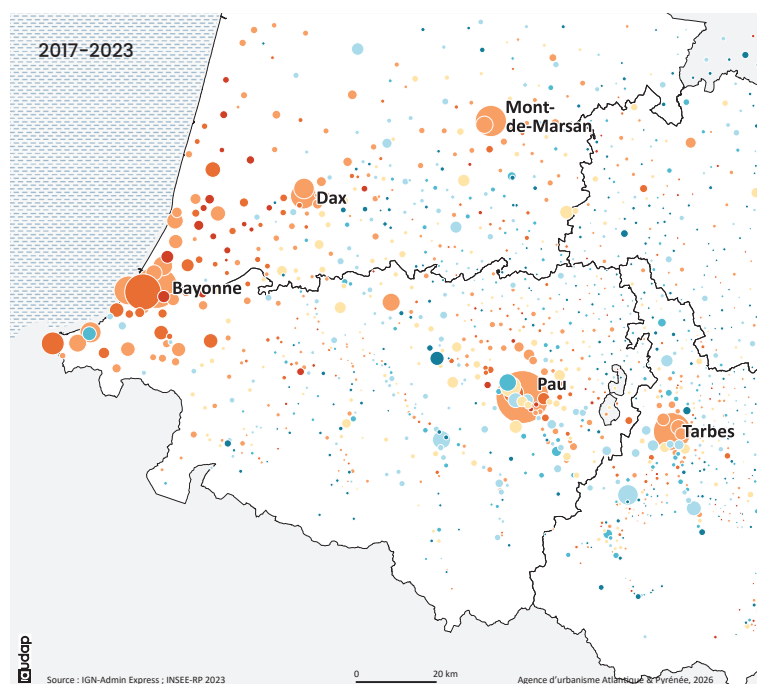 2017-2023
Mont-
de-Marsan
Dax
Bayonne
Pau
Tarbes
audap
0 20 km
Source : IGN-Admin Express ; INSEE-RP 2023
Agence d'urbanisme Atlantique & Pyrénée, 2026